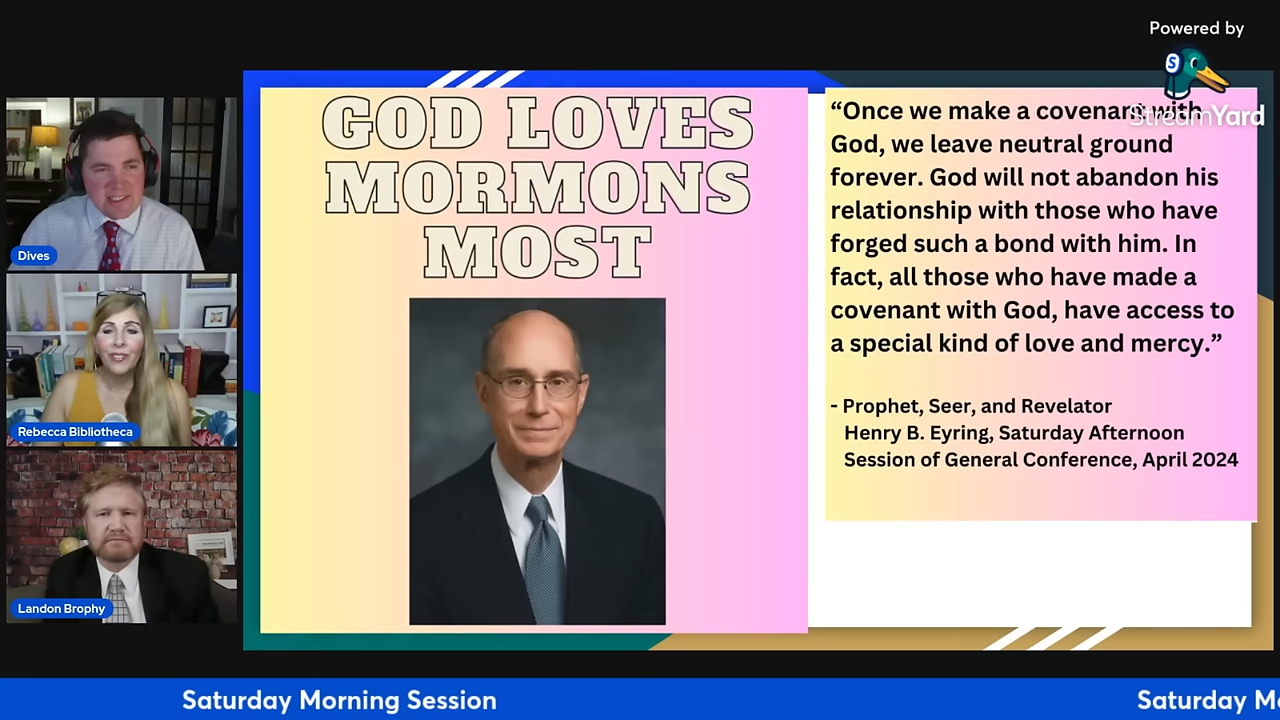 Powered by
StreamYard
Dives
Rebecca Bibliotheca
Landon Brophy
GOD LOVES
MORMONS
MOST
“Once we make a covenant with
God, we leave neutral ground
forever. God will not abandon his
relationship with those who have
forged such a bond with him. In
fact, all those who have made a
covenant with God, have access to
a special kind of love and mercy.”
- Prophet, Seer, and Revelator
Henry B. Eyring, Saturday Afternoon
Session of General Conference, April 2024
Saturday Morning Session
Saturday Mo